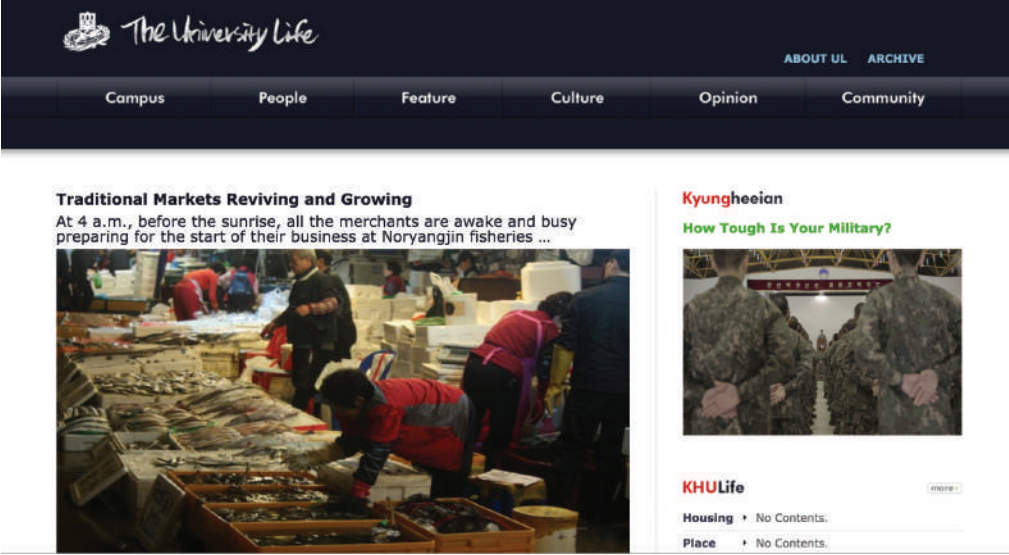 The University Life
ABOUT UL ARCHIVE
Campus People Feature Culture Opinion Community
Traditional Markets Reviving and Growing
At 4 a.m., before the sunrise, all the merchants are awake and busy
preparing for the start of their business at Noryangjin fisheries ...
Kyungheeian
How Tough Is Your Military?
KHULife
more
Housing No Contents.
Place No Contents.